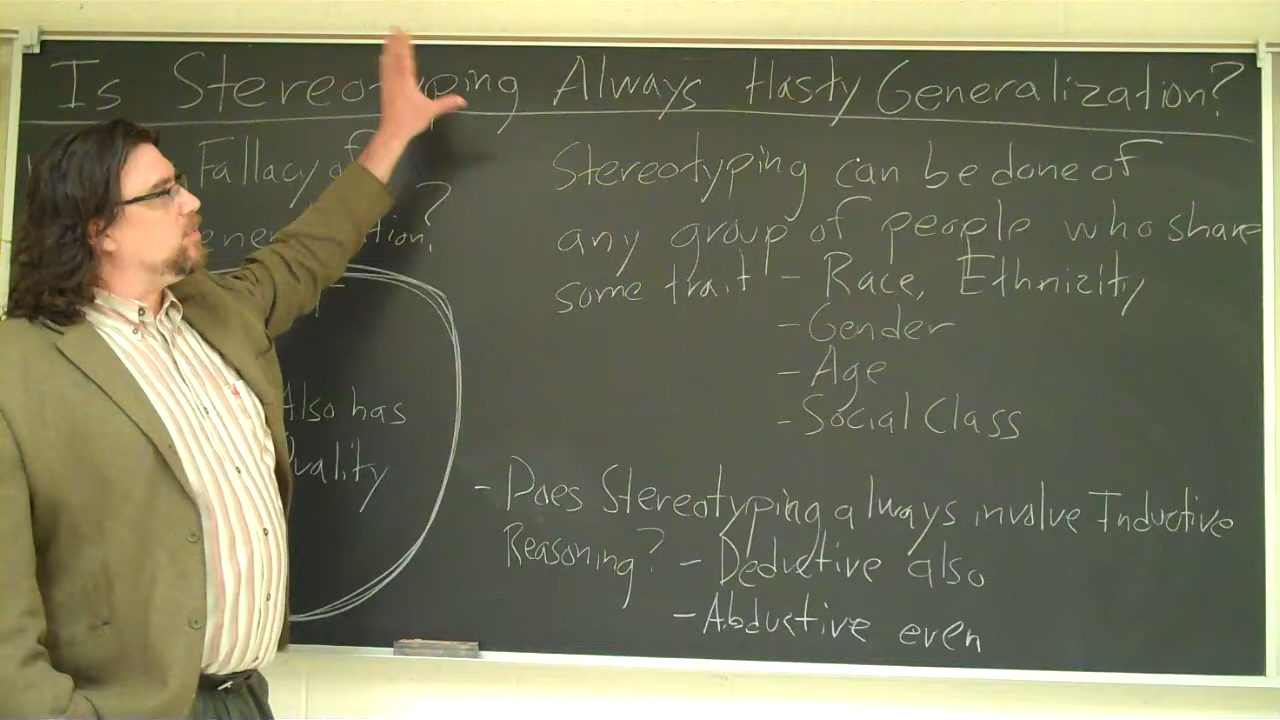 Is Stereotyping Always Hasty Generalization?
Fallacy of
?
Also has
Quality
Stereotyping can be done of
any group of people who share
some trait - Race, Ethnizity
- Gender
- Age
- Social Class
- Does Stereotyping always involve Inductive
Reasoning? - Deductive also
- Abductive even